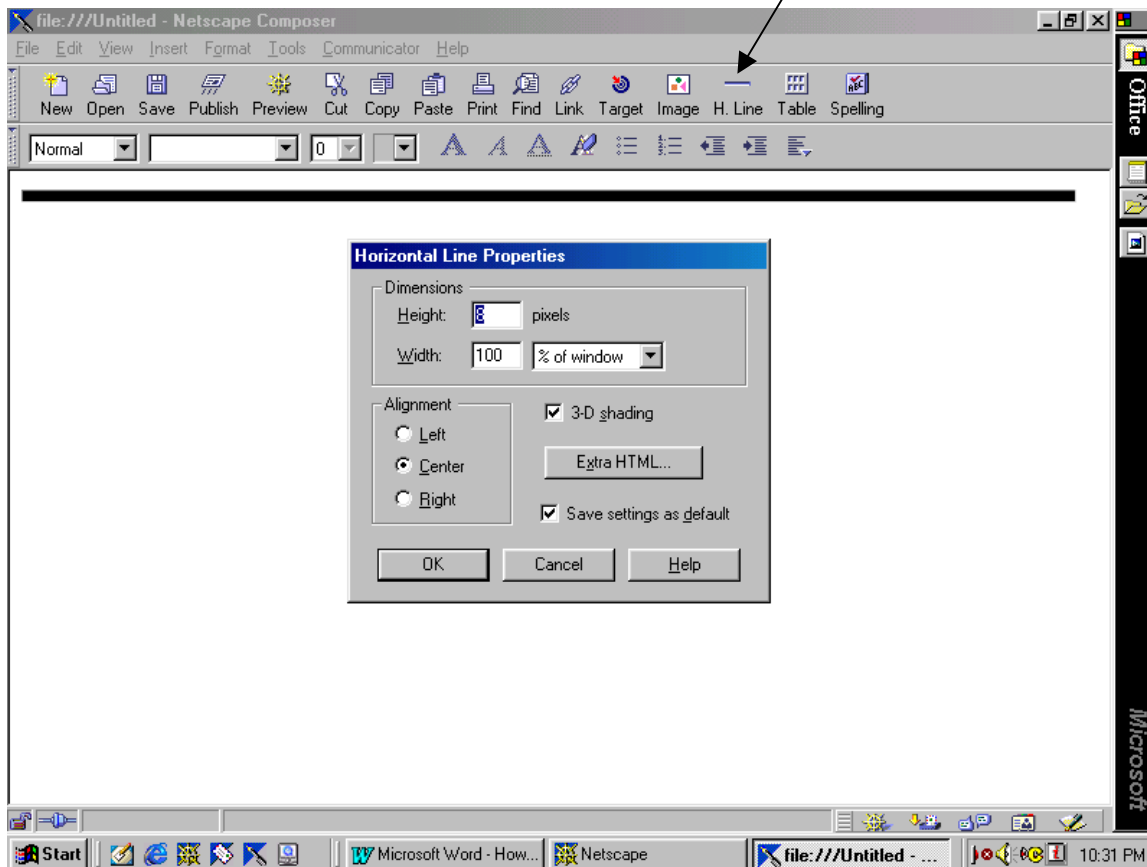 file:///Untitled - Netscape Composer
File Edit View Insert Format Tools Communicator Help
New Open Save Publish Preview Cut Copy Paste Print Find Link Target Image H. Line Table Spelling
Normal 0
Office
Horizontal Line Properties
Dimensions
Height: 8 pixels
Width: 100 % of window
Alignment
3-D shading
Left
Center
Extra HTML...
Right
Save settings as default
OK Cancel Help
Microsoft
Start Microsoft Word - How... Netscape file:///Untitled - ... 10:31 PM